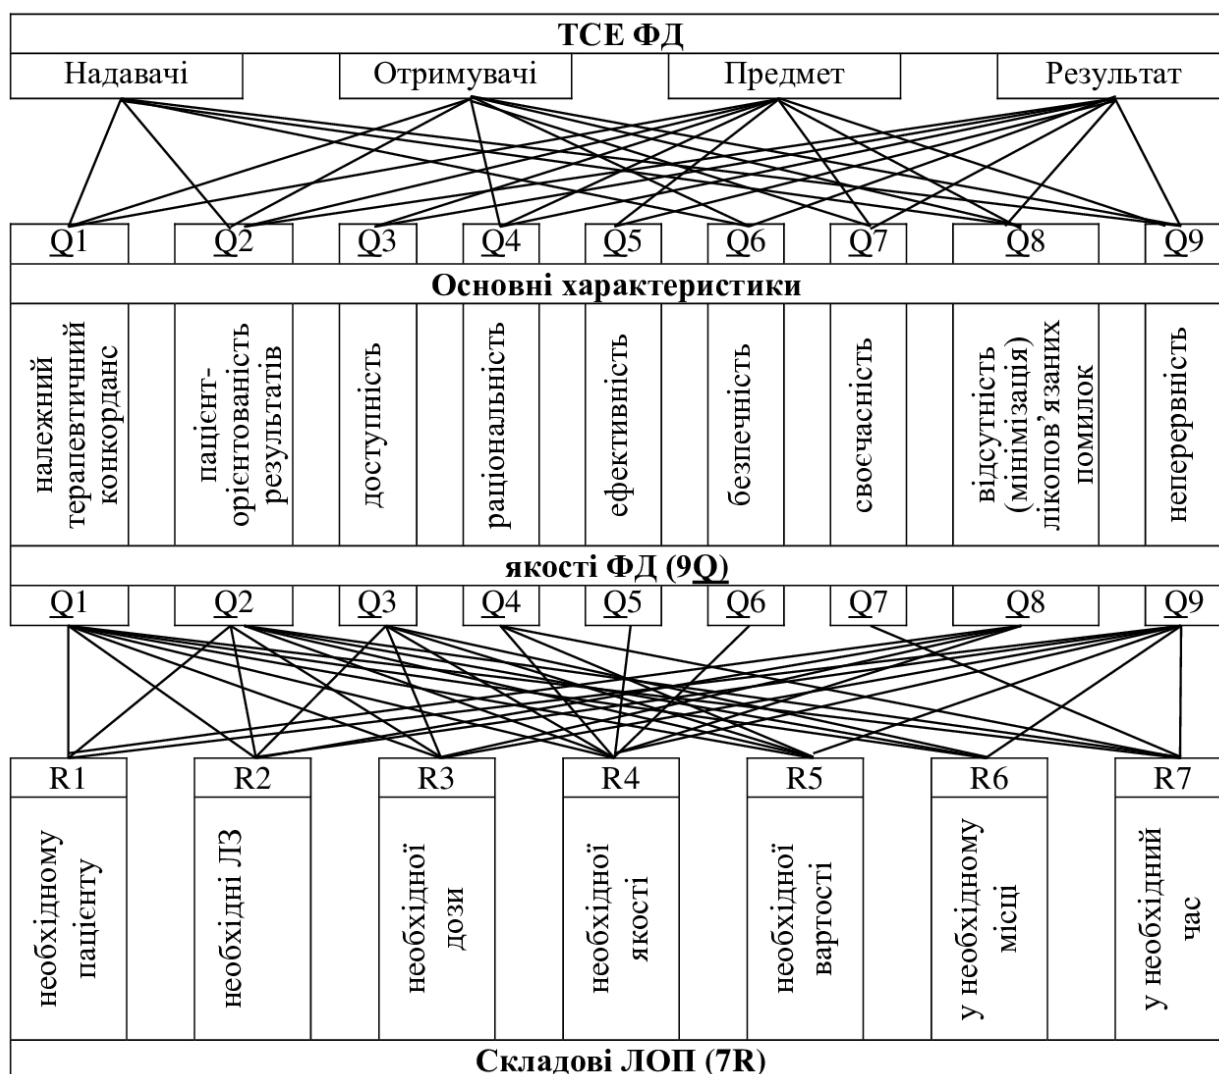 ТСЕ ФД
Надавачі Отримувачі Предмет Результат
Q1 Q2 Q3 Q4 Q5 Q6 Q7 Q8 Q9
Основні характеристики
належний
терапевтичний
конкорданс
пацієнт-
орієнтованість
результатів
доступність
раціональність
ефективність
безпечність
своєчасність
відсутність
(мінімізація)
лікопов’язаних
помилок
неперервність
якості ФД (9Q)
Q1 Q2 Q3 Q4 Q5 Q6 Q7 Q8 Q9
R1 R2 R3 R4 R5 R6 R7
необхідному
пацієнту
необхідні ЛЗ
необхідної
дози
необхідної
якості
необхідної
вартості
у необхідному
місці
у необхідний
час
Складові ЛОП (7R)